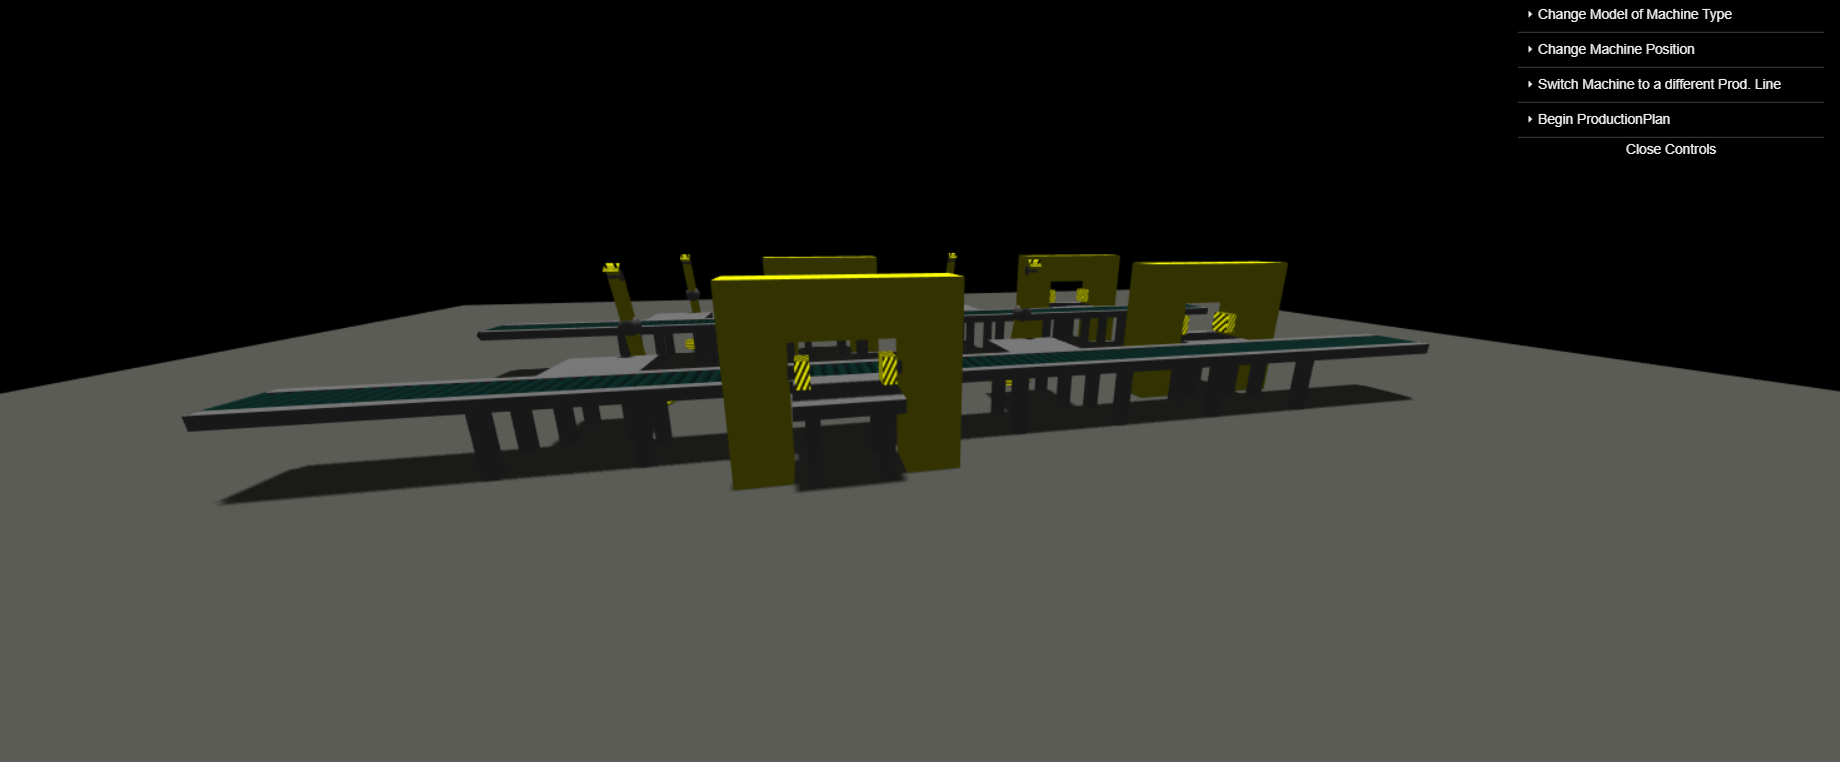 Change Model of Machine Type
Change Machine Position
Switch Machine to a different Prod. Line
Begin ProductionPlan
Close Controls